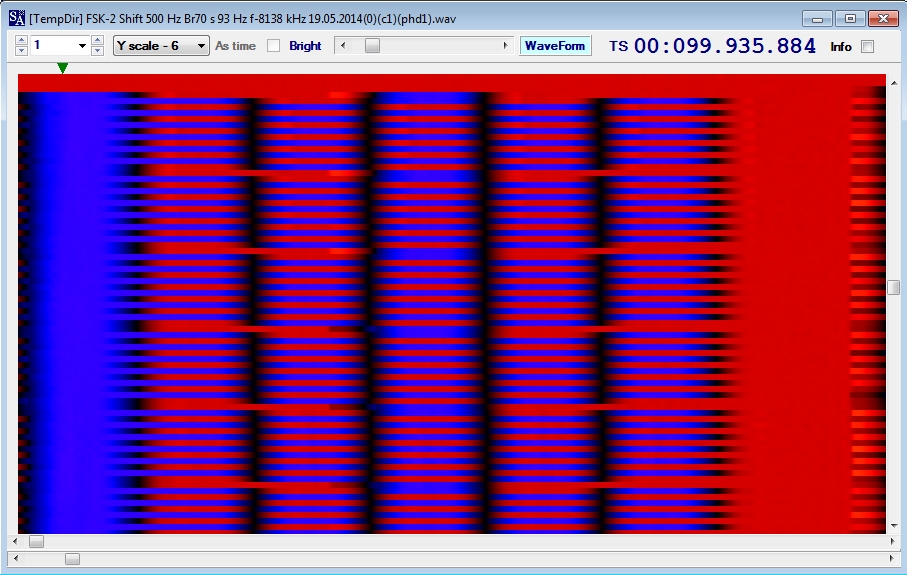 SA [TempDir] FSK-2 Shift 500 Hz Br70 s 93 Hz f-8138 kHz 19.05.2014(0)(c1)(phd1).wav
1 Y scale - 6 As time Bright WaveForm TS 00:099.935.884 Info